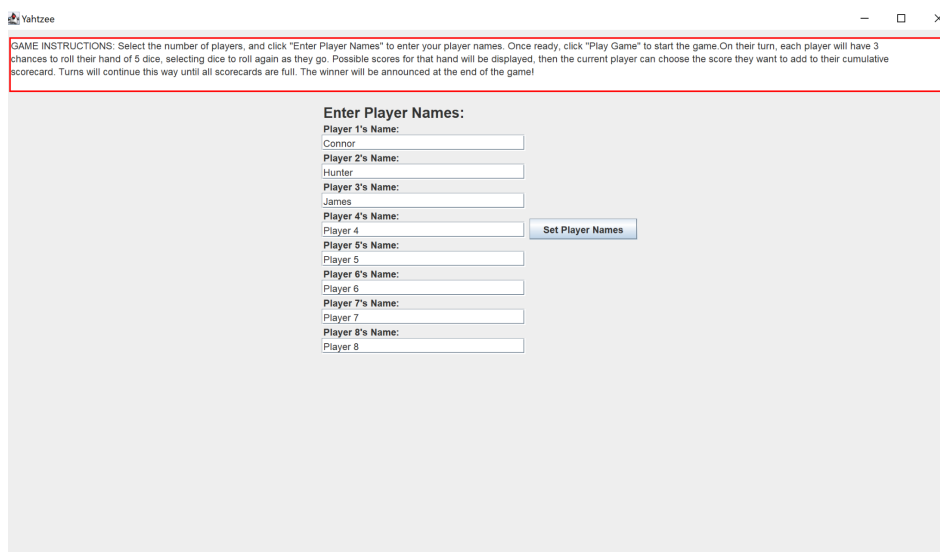 Yahtzee
GAME INSTRUCTIONS: Select the number of players, and click "Enter Player Names" to enter your player names. Once ready, click "Play Game" to start the game.On their turn, each player will have 3
chances to roll their hand of 5 dice, selecting dice to roll again as they go. Possible scores for that hand will be displayed, then the current player can choose the score they want to add to their cumulative
scorecard. Turns will continue this way until all scorecards are full. The winner will be announced at the end of the game!
Enter Player Names:
Player 1's Name:
Connor
Player 2's Name:
Hunter
Player 3's Name:
James
Player 4's Name:
Player 4
Set Player Names
Player 5's Name:
Player 5
Player 6's Name:
Player 6
Player 7's Name:
Player 7
Player 8's Name:
Player 8